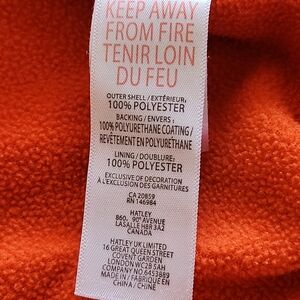 KEEP AWAY
FROM FIRE
TENIR LOIN
DU FEU
OUTER SHELL / EXTÉRIEUR:
100% POLYESTER
BACKING / ENVERS :
100% POLYURETHANE COATING /
REVÊTEMENT EN POLYURÉTHANE
LINING / DOUBLURE:
100% POLYESTER
EXCLUSIVE OF DECORATION
À L'EXCLUSION DES GARNITURES
CA 20859
RN 146984
HATLEY
860, 90e AVENUE
LASALLE H8R 3A2
CANADA
HATLEY UK LIMITED
16 GREAT QUEEN STREET
COVENT GARDEN
LONDON WC2B 5AH
COMPANY NO 6453889
MADE IN / FABRIQUÉ EN
CHINA / CHINE